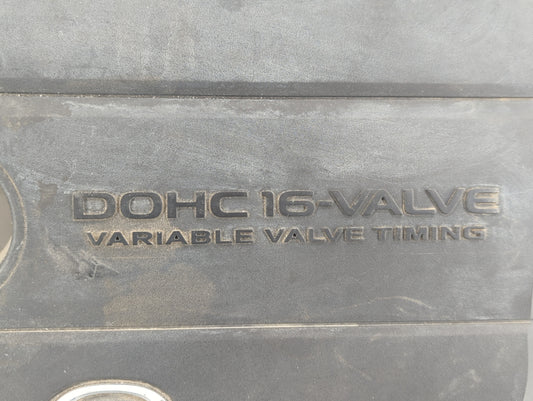 DOHC 16-VALVE
VARIABLE VALVE TIMING